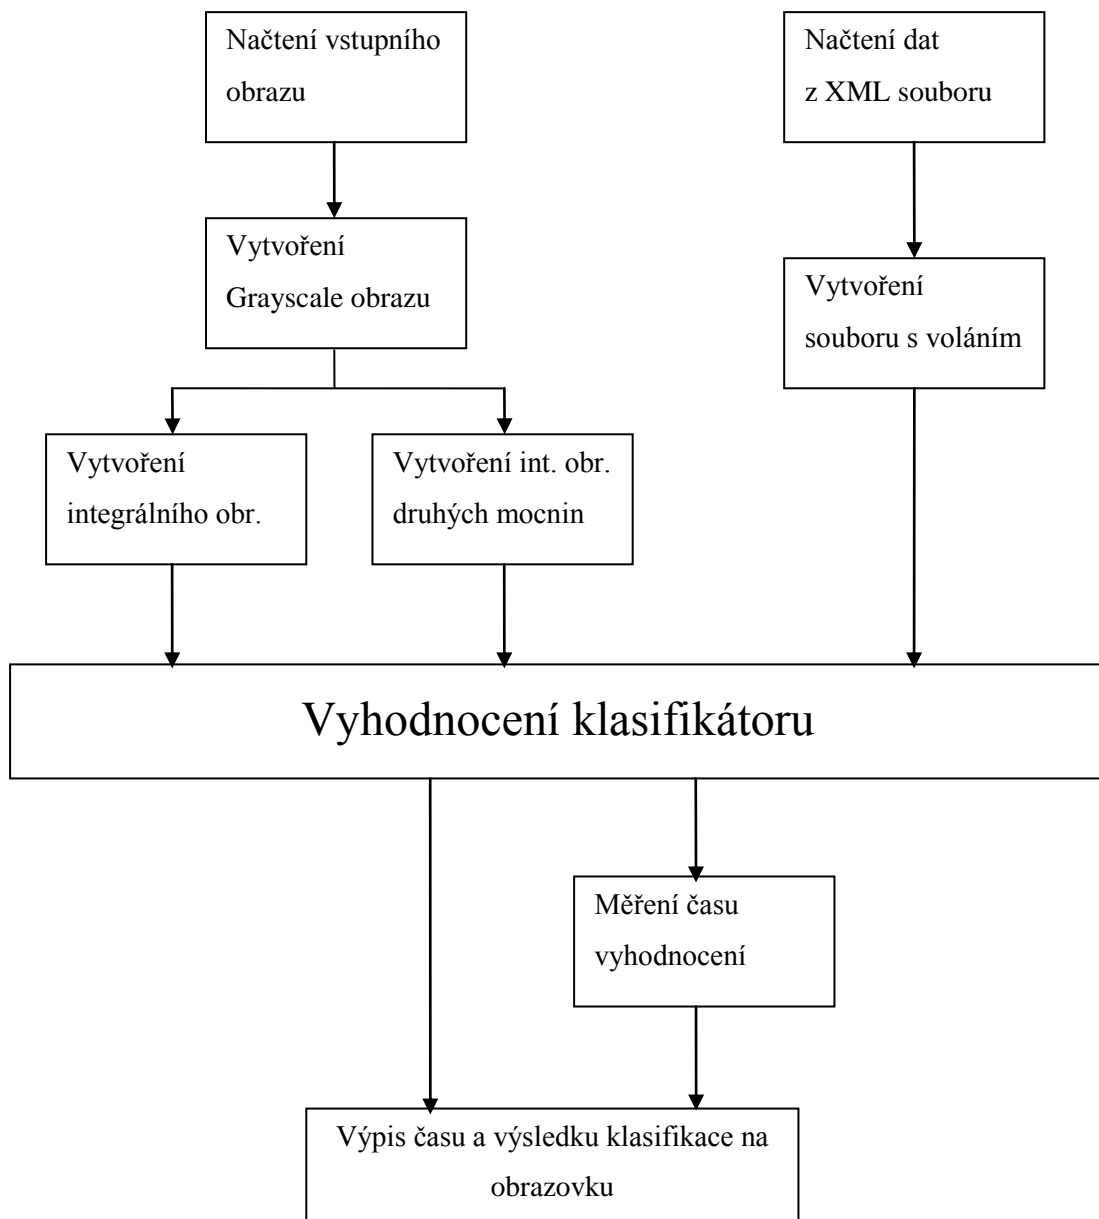 Načtení vstupního
obrazu
Načtení dat
z XML souboru
Vytvoření
Grayscale obrazu
Vytvoření
souboru s voláním
Vytvoření
integrálního obr.
Vytvoření int. obr.
druhých mocnin
Vyhodnocení klasifikátoru
Měření času
vyhodnocení
Výpis času a výsledku klasifikace na
obrazovku